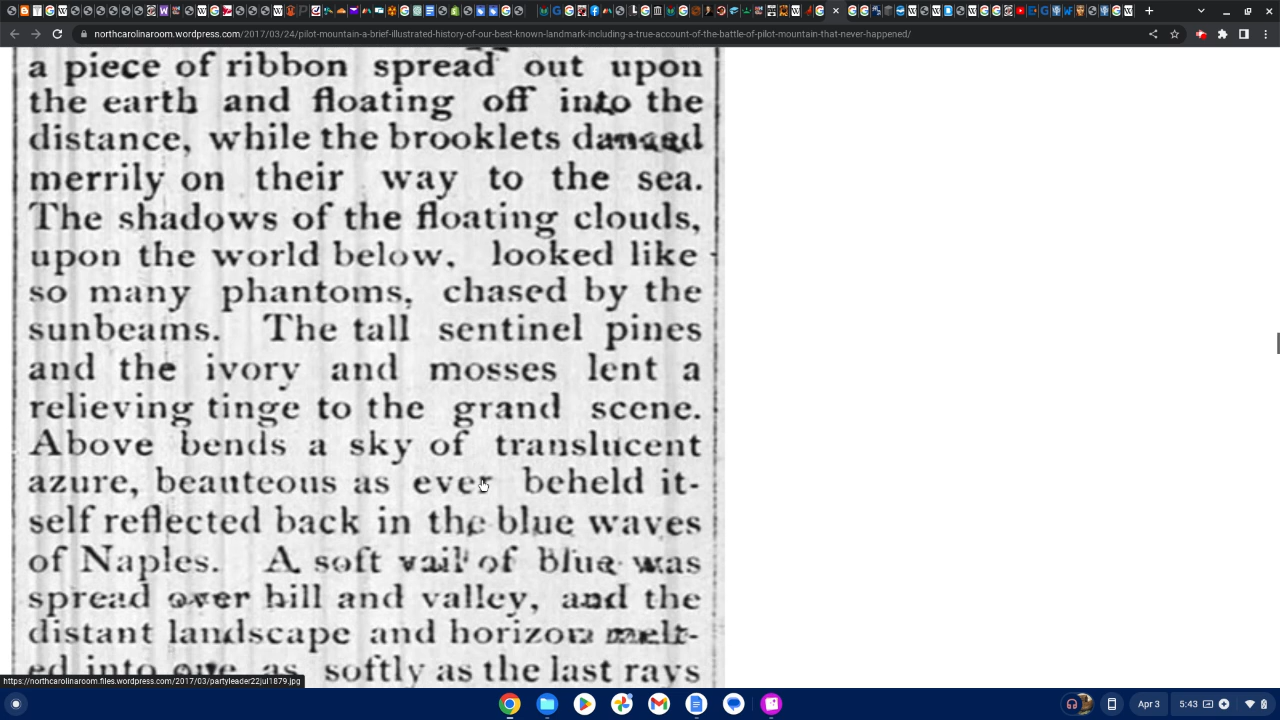 northcarolinaroom.wordpress.com/2017/03/24/pilot-mountain-a-brief-illustrated-history-of-our-best-known-landmark-including-a-true-account-of-the-battle-of-pilot-mountain-that-never-happened/
a piece of ribbon spread out upon
the earth and floating off into the
distance, while the brooklets danced
merrily on their way to the sea.
The shadows of the floating clouds,
upon the world below, looked like
so many phantoms, chased by the
sunbeams. The tall sentinel pines
and the ivory and mosses lent a
relieving tinge to the grand scene.
Above bends a sky of translucent
azure, beauteous as ever beheld it-
self reflected back in the blue waves
of Naples. A soft vail of blue was
spread over hill and valley, and the
distant landscape and horizon melt-
ed into one as softly as the last rays
https://northcarolinaroom.files.wordpress.com/2017/03/partyleader22jul1879.jpg
Apr 3 5:43